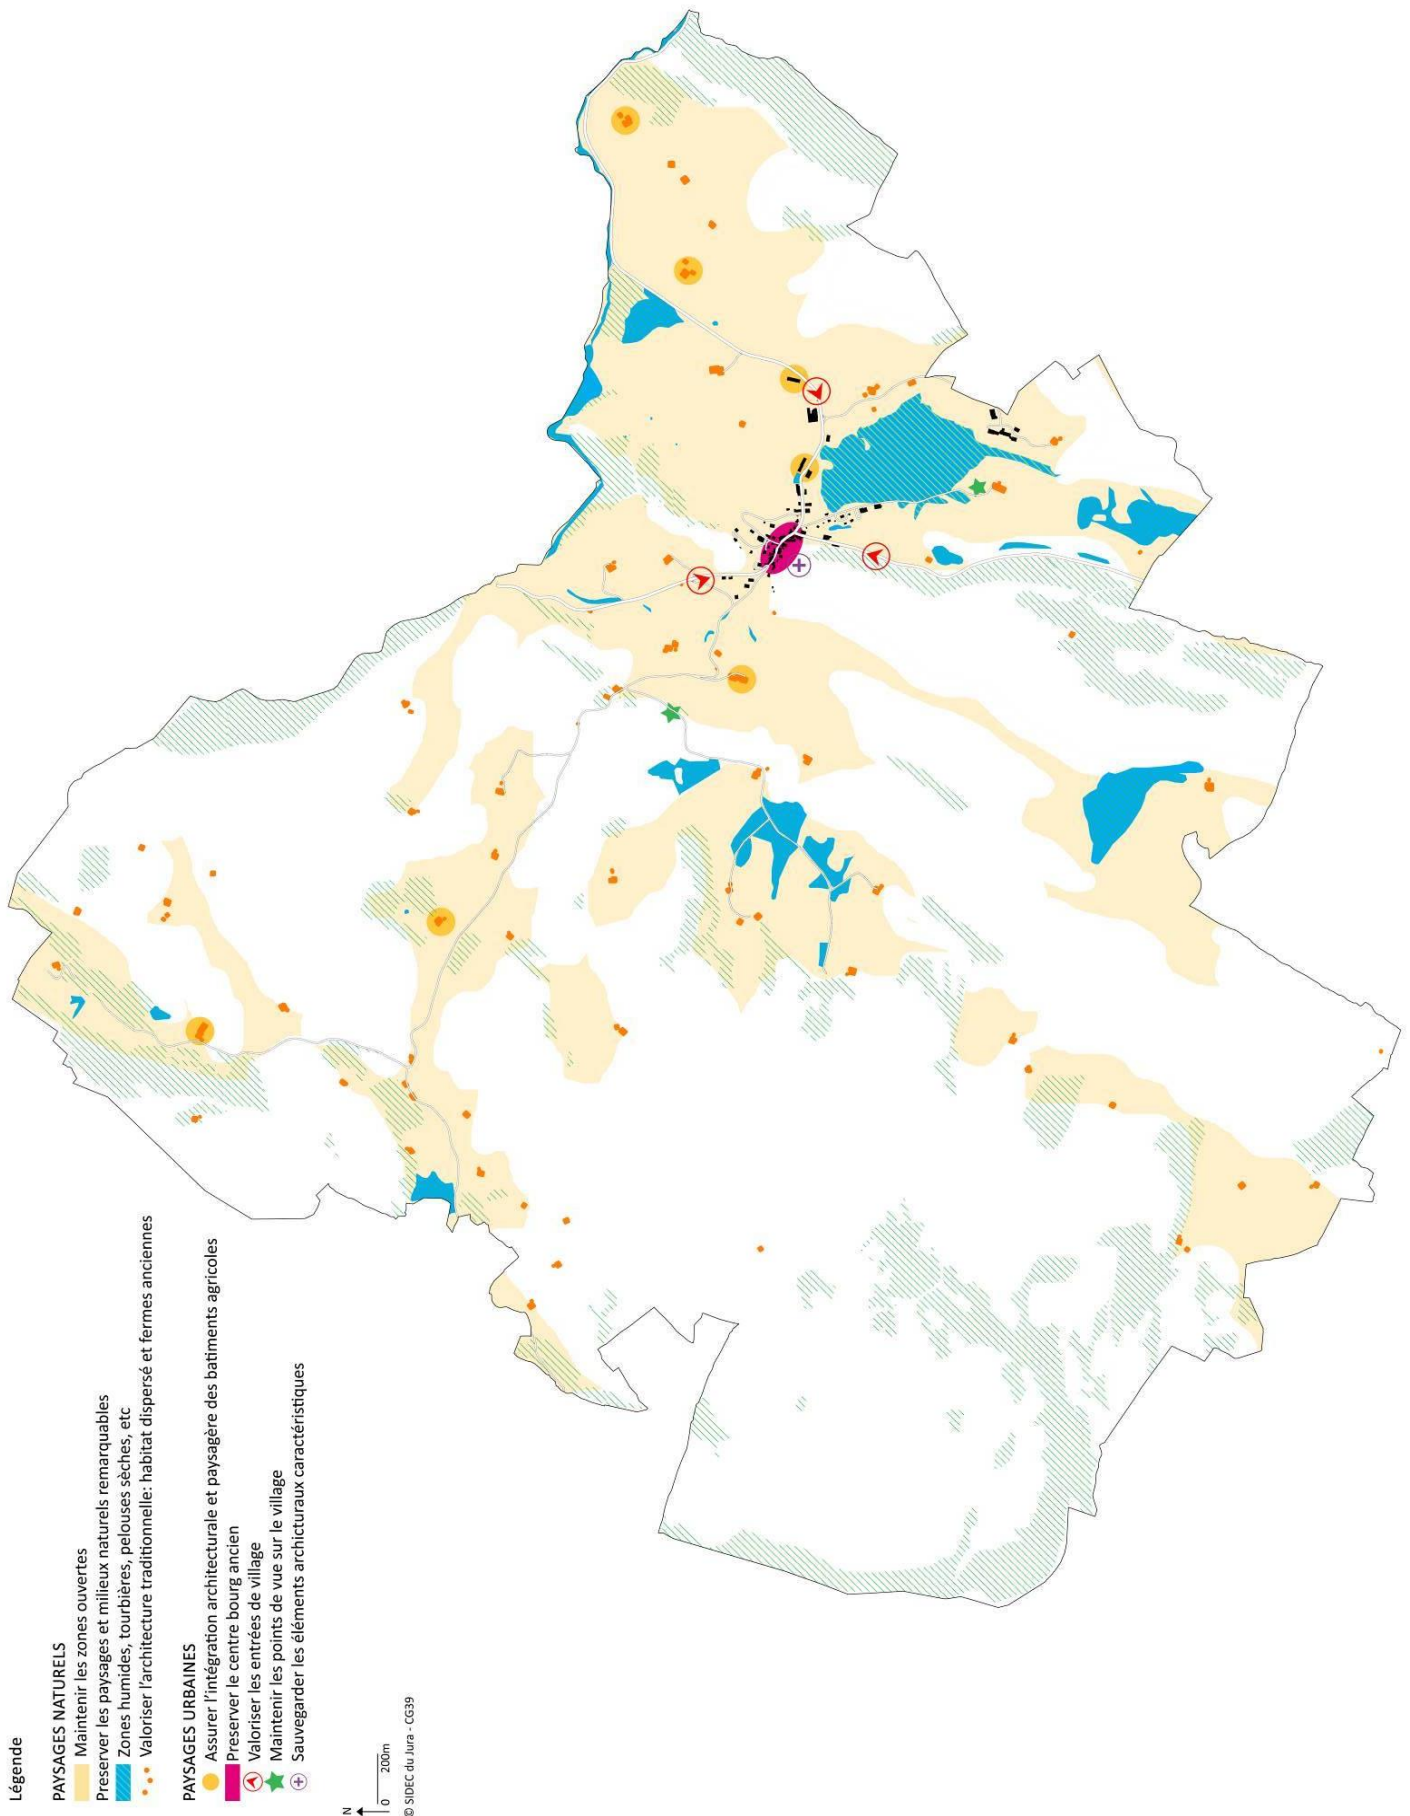 Légende
PAYSAGES NATURELS
Maintenir les zones ouvertes
Preserver les paysages et milieux naturels remarquables
Zones humides, tourbières, pelouses sèches, etc
Valoriser l'architecture traditionnelle: habitat dispersé et fermes anciennes
PAYSAGES URBAINES
Assurer l'intégration architecturale et paysagère des batiments agricoles
Preserver le centre bourg ancien
Valoriser les entrées de village
Maintenir les points de vue sur le village
Sauvegarder les éléments archicturaux caractéristiques
N
0 200m
© SIDEC du Jura - CG39